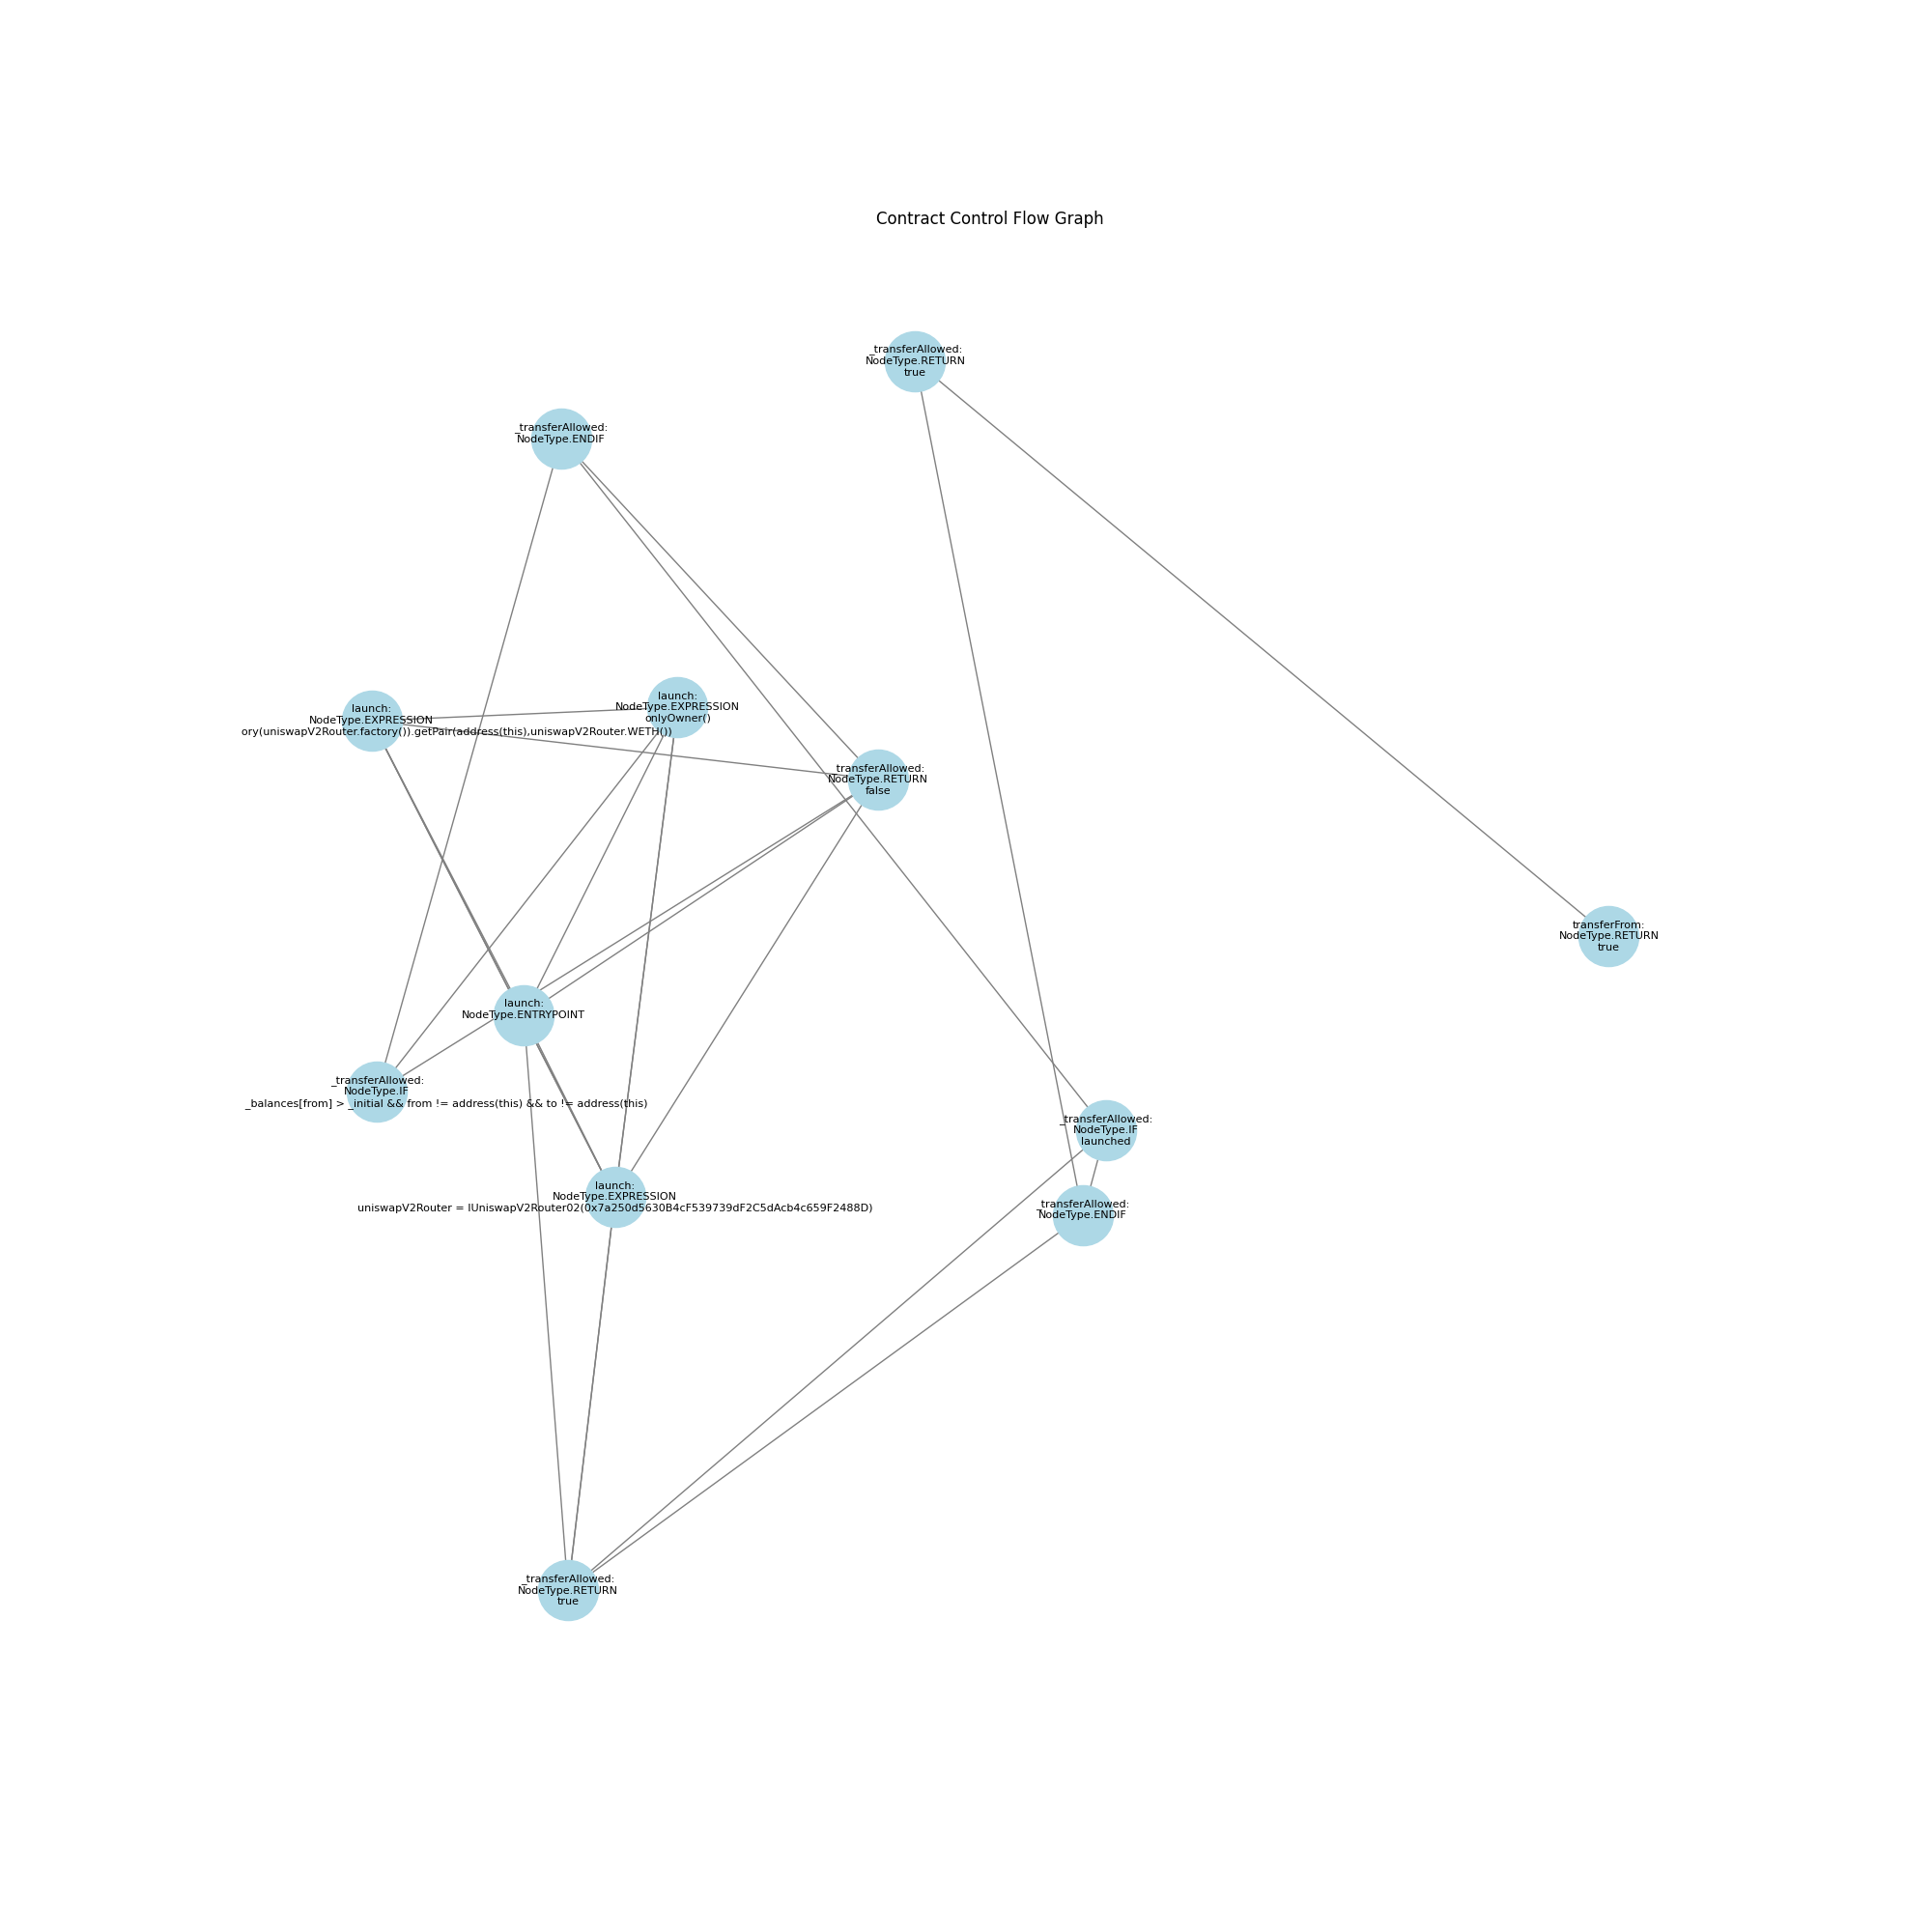 Contract Control Flow Graph
_transferAllowed:
NodeType.RETURN
true
_transferAllowed:
NodeType.ENDIF
launch:
NodeType.EXPRESSION
onlyOwner()
launch:
NodeType.EXPRESSION
ory(uniswapV2Router.factory()).getPair(address(this),uniswapV2Router.WETH())
_transferAllowed:
NodeType.RETURN
false
transferFrom:
NodeType.RETURN
true
launch:
NodeType.ENTRYPOINT
_transferAllowed:
NodeType.IF
_balances[from] > _initial && from != address(this) && to != address(this)
_transferAllowed:
NodeType.IF
launched
launch:
NodeType.EXPRESSION
uniswapV2Router = IUniswapV2Router02(0x7a250d5630B4cF539739dF2C5dAcb4c659F2488D)
_transferAllowed:
NodeType.ENDIF
_transferAllowed:
NodeType.RETURN
true